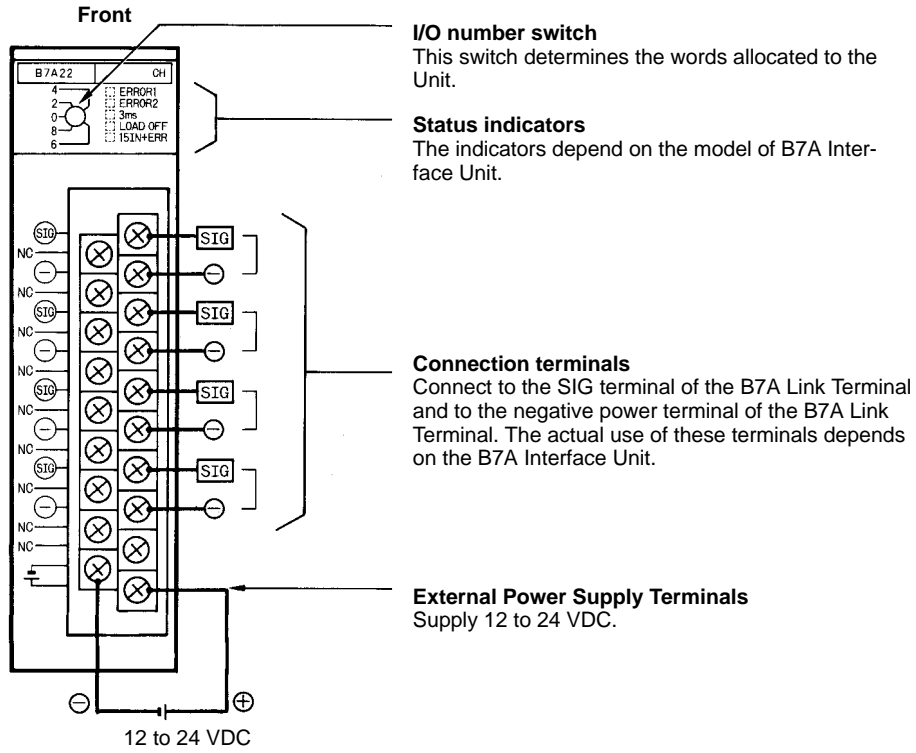 Front
I/O number switch
This switch determines the words allocated to the
Unit.
B7A22 CH
4
2
0
8
6
ERROR1
ERROR2
3ms
LOAD OFF
15IN+ERR
Status indicators
The indicators depend on the model of B7A Inter-
face Unit.
SIG
NC
−
NC
SIG
NC
−
NC
SIG
NC
−
NC
SIG
NC
−
NC
NC
SIG
−
SIG
−
SIG
−
SIG
−
Connection terminals
Connect to the SIG terminal of the B7A Link Terminal
and to the negative power terminal of the B7A Link
Terminal. The actual use of these terminals depends
on the B7A Interface Unit.
External Power Supply Terminals
Supply 12 to 24 VDC.
− +
12 to 24 VDC